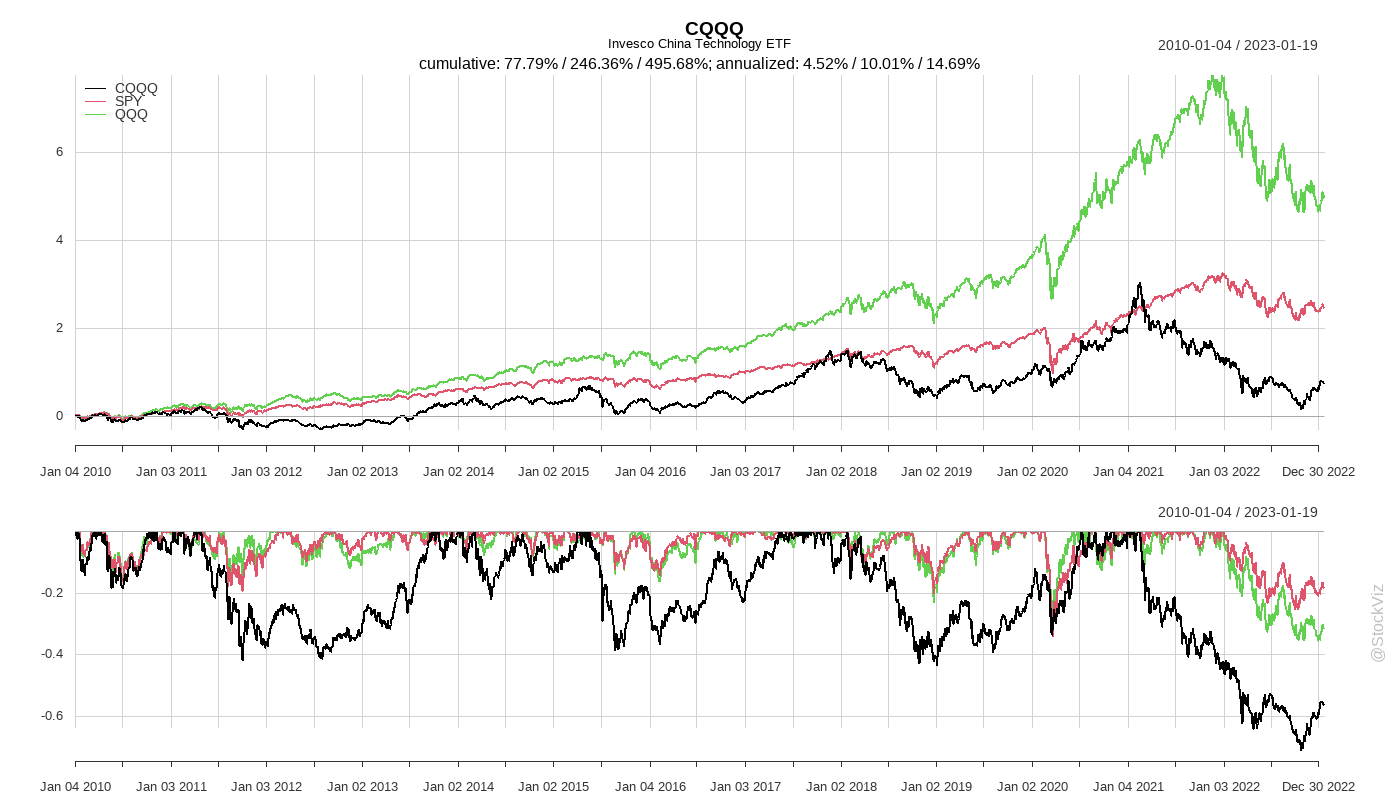 CQQQ
Invesco China Technology ETF
2010-01-04 / 2023-01-19
cumulative: 77.79% / 246.36% / 495.68%; annualized: 4.52% / 10.01% / 14.69%
CQQQ
SPY
QQQ
6
4
2
0
Jan 04 2010 Jan 03 2011 Jan 03 2012 Jan 02 2013 Jan 02 2014 Jan 02 2015 Jan 04 2016 Jan 03 2017 Jan 02 2018 Jan 02 2019 Jan 02 2020 Jan 04 2021 Jan 03 2022 Dec 30 2022
2010-01-04 / 2023-01-19
-0.2
-0.4
-0.6
Jan 04 2010 Jan 03 2011 Jan 03 2012 Jan 02 2013 Jan 02 2014 Jan 02 2015 Jan 04 2016 Jan 03 2017 Jan 02 2018 Jan 02 2019 Jan 02 2020 Jan 04 2021 Jan 03 2022 Dec 30 2022
@StockViz